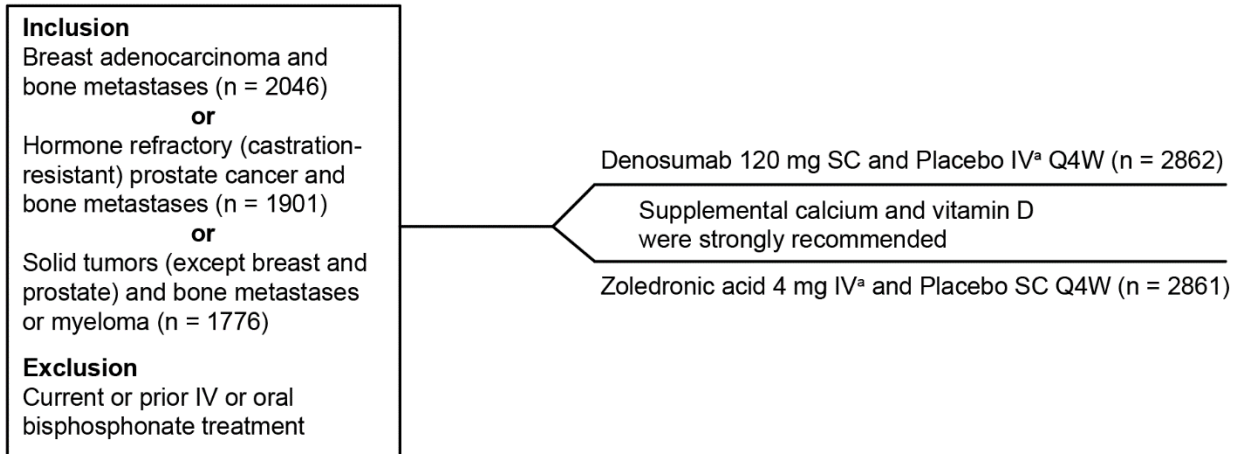 Inclusion
Breast adenocarcinoma and
bone metastases (n = 2046)
or
Hormone refractory (castration-
resistant) prostate cancer and
bone metastases (n = 1901)
or
Solid tumors (except breast and
prostate) and bone metastases
or myeloma (n = 1776)
Exclusion
Current or prior IV or oral
bisphosphonate treatment
Denosumab 120 mg SC and Placebo IVᵃ Q4W (n = 2862)
Supplemental calcium and vitamin D
were strongly recommended
Zoledronic acid 4 mg IVᵃ and Placebo SC Q4W (n = 2861)